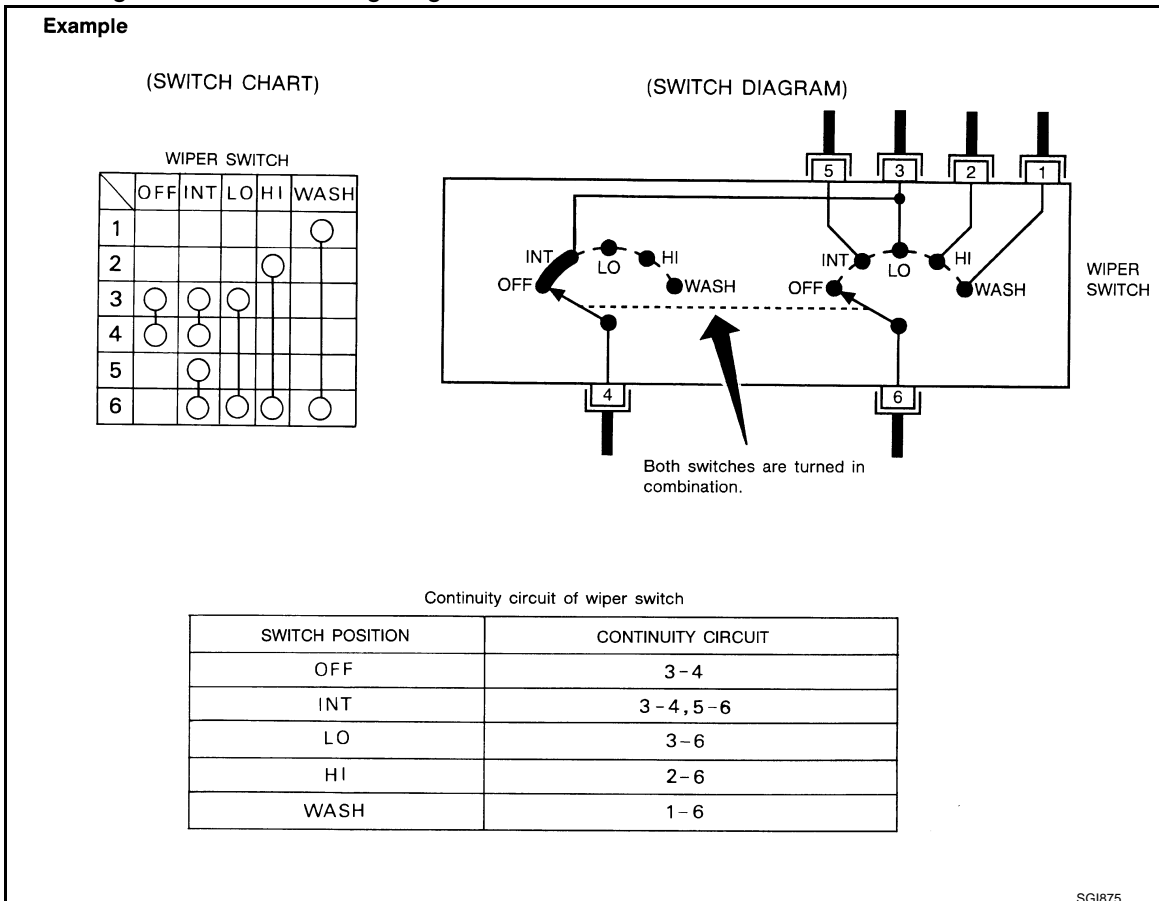 Example
(SWITCH CHART)
WIPER SWITCH
OFF INT LO HI WASH
1
2
3
4
5
6
(SWITCH DIAGRAM)
5 3 2 1
INT LO HI
OFF WASH
INT LO HI
OFF WASH
WIPER
SWITCH
4 6
Both switches are turned in
combination.
Continuity circuit of wiper switch
SWITCH POSITION CONTINUITY CIRCUIT
OFF 3-4
INT 3-4, 5-6
LO 3-6
HI 2-6
WASH 1-6
SGI875